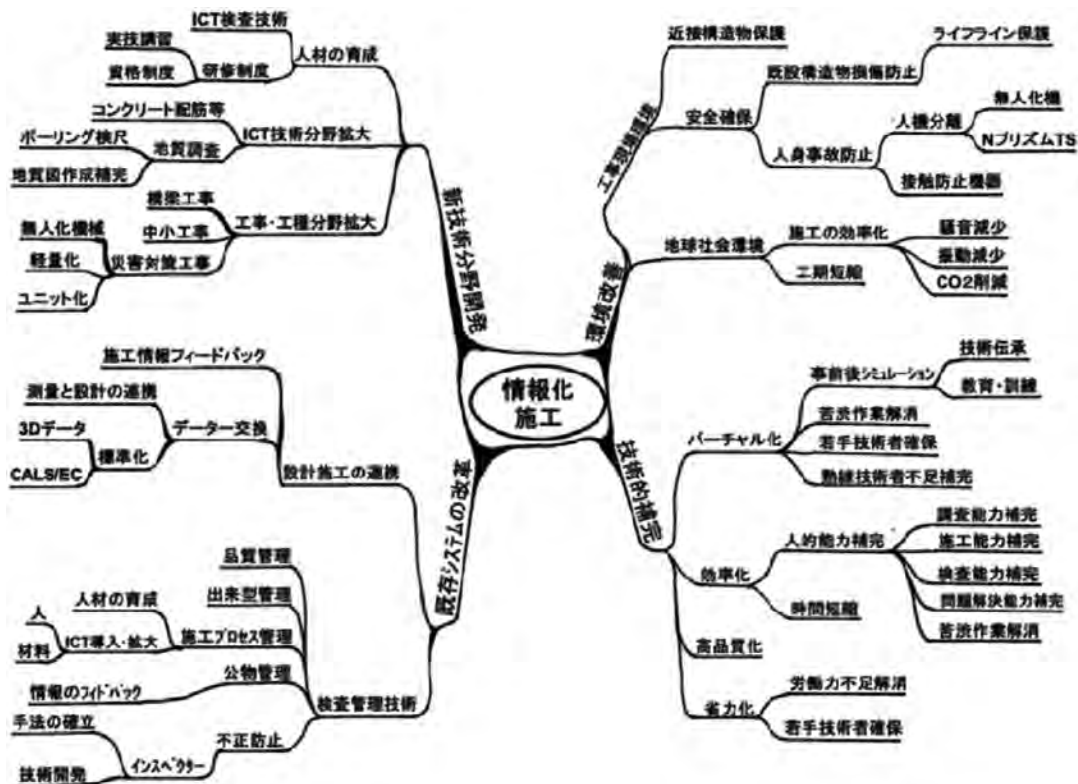 情報化
施工
新技術分野開発
人材の育成
ICT検査技術
研修制度
実技講習
資格制度
ICT技術分野拡大
コンクリート配筋等
地質調査
ボーリング検尺
地質図作成補完
工事・工種分野拡大
橋梁工事
中小工事
災害対策工事
無人化機械
軽量化
ユニット化
環境改善
工事現場環境
近接構造物保護
安全確保
既設構造物損傷防止
ライフライン保護
人身事故防止
人機分離
無人化機
NプリズムTS
接触防止機器
地球社会環境
施工の効率化
騒音減少
振動減少
CO2削減
工期短縮
既存システムの改革
設計施工の連携
施工情報フィードバック
データー交換
測量と設計の連携
標準化
3Dデータ
CALS/EC
検査管理技術
品質管理
出来型管理
施工プロセス管理
人材の育成
ICT導入・拡大
人
材料
公物管理
情報のフィドバック
不正防止
インスペクター
手法の確立
技術開発
技術的補完
バーチャル化
事前後シミュレーション
技術伝承
教育・訓練
苦渋作業解消
若手技術者確保
熟練技術者不足補完
効率化
人的能力補完
調査能力補完
施工能力補完
検査能力補完
問題解決能力補完
苦渋作業解消
時間短縮
高品質化
省力化
労働力不足解消
若手技術者確保